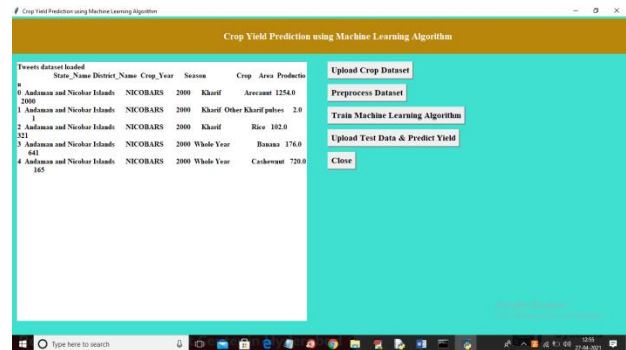 Crop Yield Prediction using Machine Learning Algorithm
Crop Yield Prediction using Machine Learning Algorithm
Tweets dataset loaded
State_Name District_Name Crop_Year Season Crop Area Productio
n
0 Andaman and Nicobar Islands NICOBARS 2000 Kharif Arecanut 1254.0
2000
1 Andaman and Nicobar Islands NICOBARS 2000 Kharif Other Kharif pulses 2.0
1
2 Andaman and Nicobar Islands NICOBARS 2000 Kharif Rice 102.0
321
3 Andaman and Nicobar Islands NICOBARS 2000 Whole Year Banana 176.0
641
4 Andaman and Nicobar Islands NICOBARS 2000 Whole Year Cashewnut 720.0
165
Upload Crop Dataset
Preprocess Dataset
Train Machine Learning Algorithm
Upload Test Data & Predict Yield
Close
Type here to search
12:55
27-04-2021